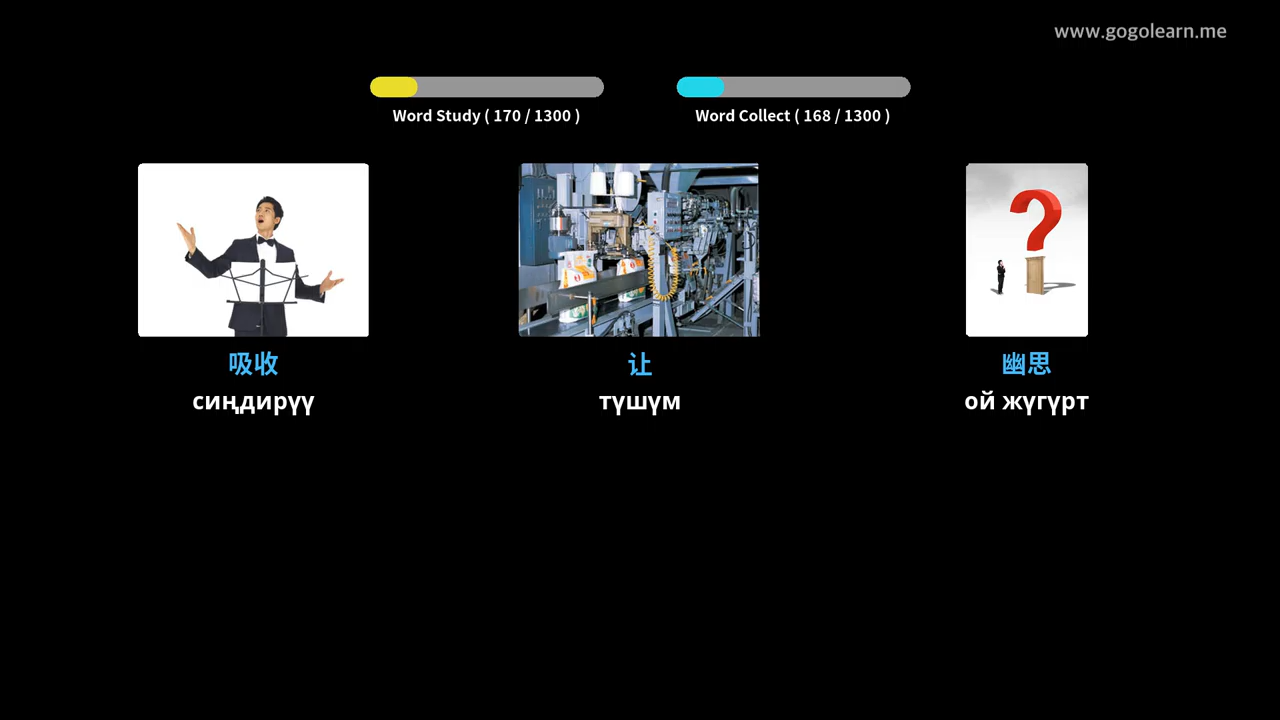 www.gogolearn.me
Word Study ( 170 / 1300 )
Word Collect ( 168 / 1300 )
吸收
让
幽思
синдирүү
түшүм
ой жүгүрт